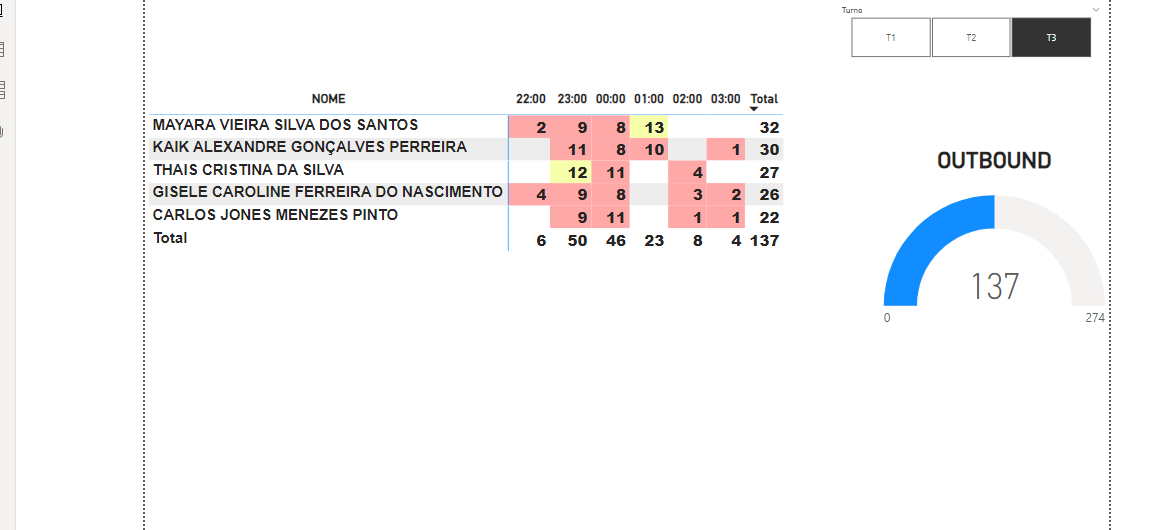 Turno
T1 T2 T3
NOME 22:00 23:00 00:00 01:00 02:00 03:00 Total
MAYARA VIEIRA SILVA DOS SANTOS 2 9 8 13 32
KAIK ALEXANDRE GONÇALVES PERREIRA 11 8 10 1 30
THAIS CRISTINA DA SILVA 12 11 4 27
GISELE CAROLINE FERREIRA DO NASCIMENTO 4 9 8 3 2 26
CARLOS JONES MENEZES PINTO 9 11 1 1 22
Total 6 50 46 23 8 4 137
OUTBOUND
137
0 274